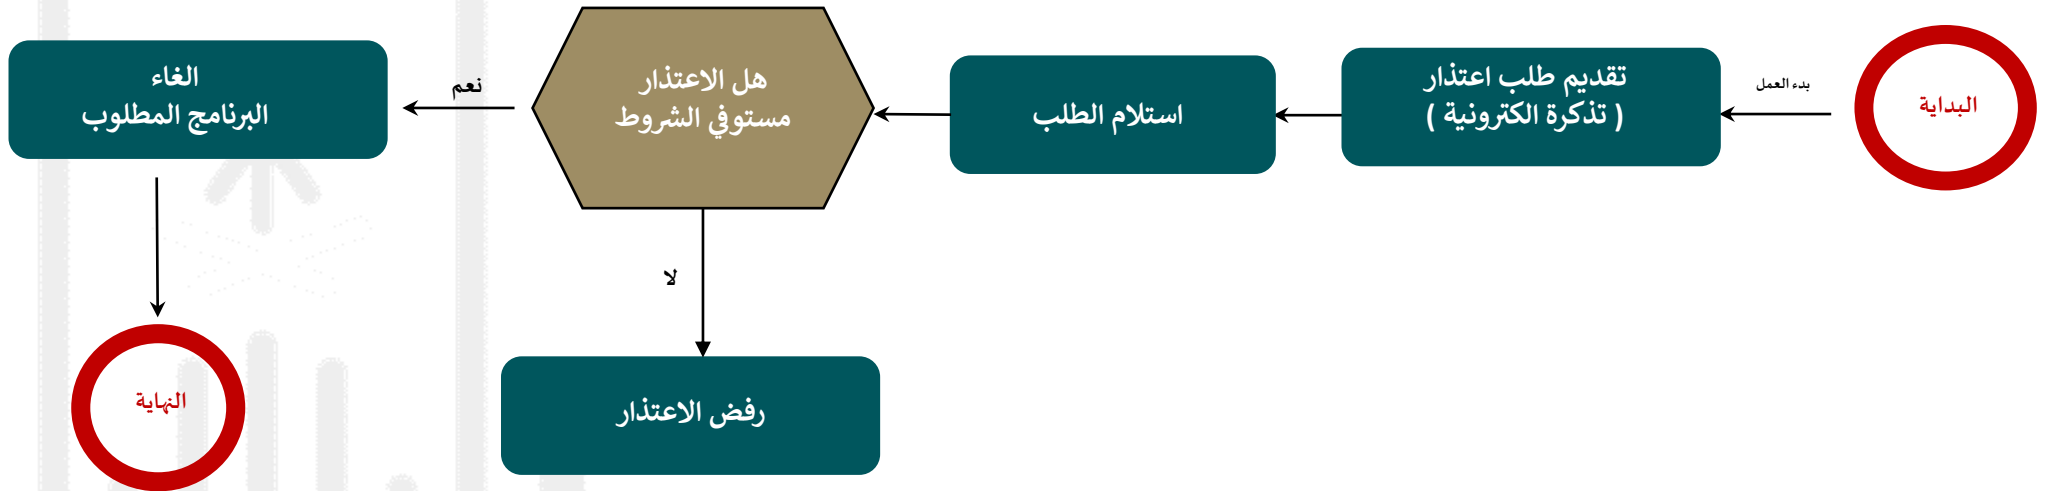 البداية
بدء العمل
تقديم طلب اعتذار
( تذكرة الكترونية )
استلام الطلب
هل الاعتذار
مستوفي الشروط
نعم
الغاء
البرنامج المطلوب
لا
رفض الاعتذار
النهاية